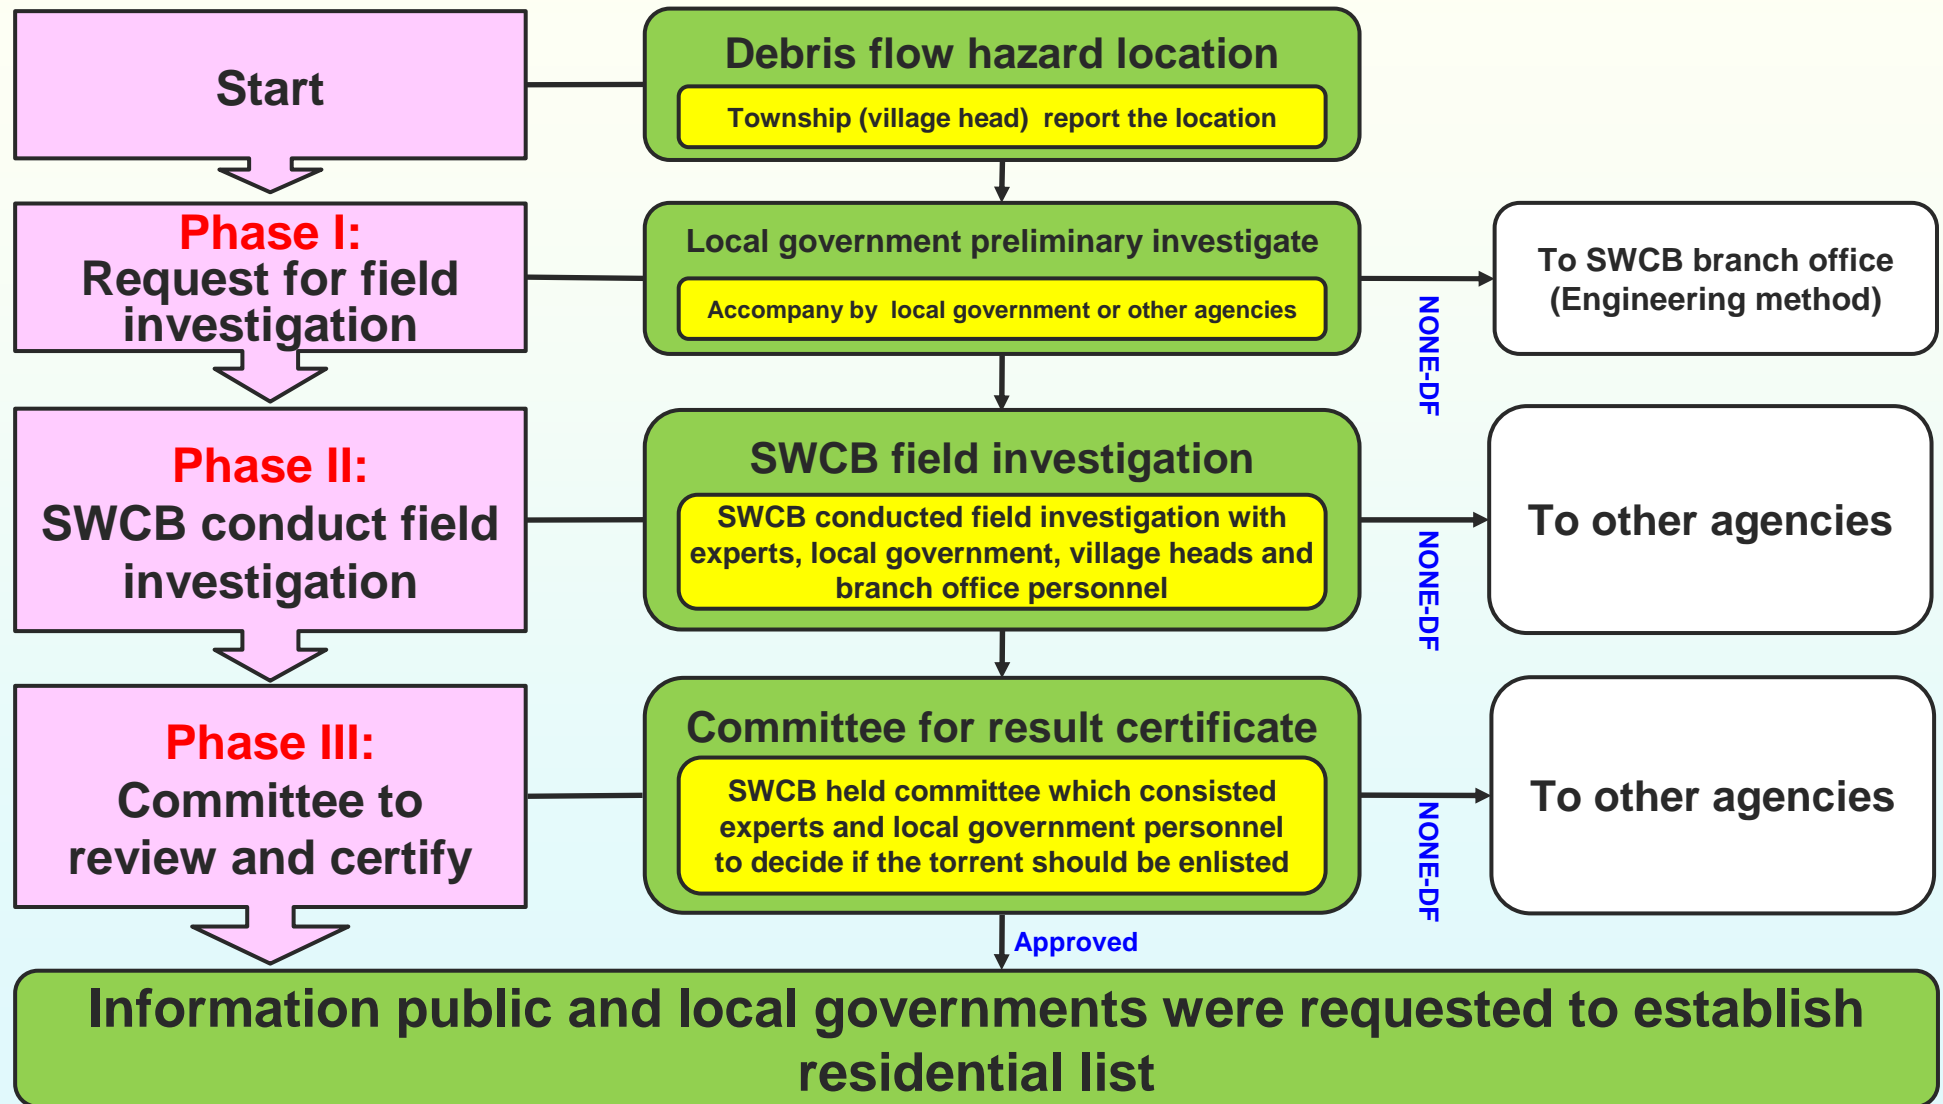 Start
Debris flow hazard location
Township (village head) report the location
Phase I:
Request for field
investigation
Local government preliminary investigate
Accompany by local government or other agencies
NONE-DF
To SWCB branch office
(Engineering method)
Phase II:
SWCB conduct field
investigation
SWCB field investigation
SWCB conducted field investigation with
experts, local government, village heads and
branch office personnel
NONE-DF
To other agencies
Phase III:
Committee to
review and certify
Committee for result certificate
SWCB held committee which consisted
experts and local government personnel
to decide if the torrent should be enlisted
NONE-DF
To other agencies
Approved
Information public and local governments were requested to establish
residential list